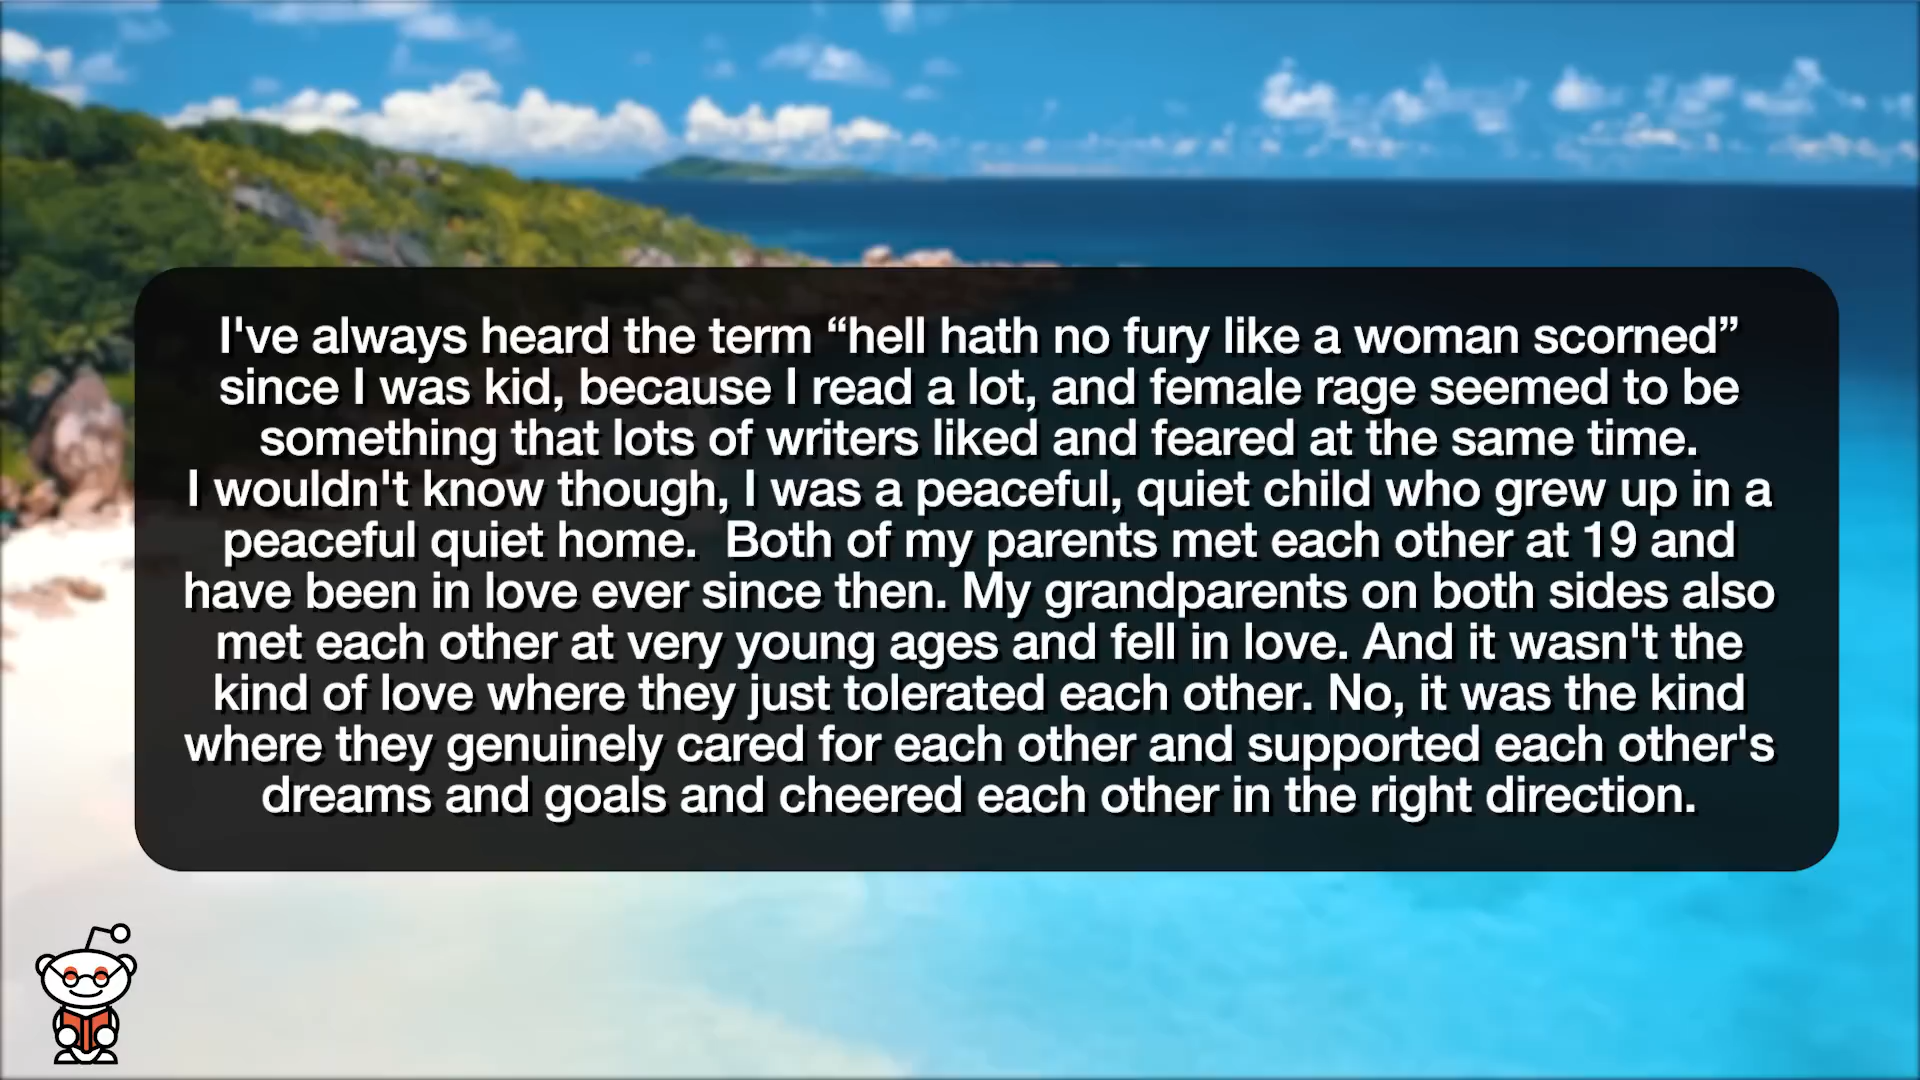 I've always heard the term “hell hath no fury like a woman scorned”
since I was kid, because I read a lot, and female rage seemed to be
something that lots of writers liked and feared at the same time.
I wouldn't know though, I was a peaceful, quiet child who grew up in a
peaceful quiet home.  Both of my parents met each other at 19 and
have been in love ever since then. My grandparents on both sides also
met each other at very young ages and fell in love. And it wasn't the
kind of love where they just tolerated each other. No, it was the kind
where they genuinely cared for each other and supported each other's
dreams and goals and cheered each other in the right direction.